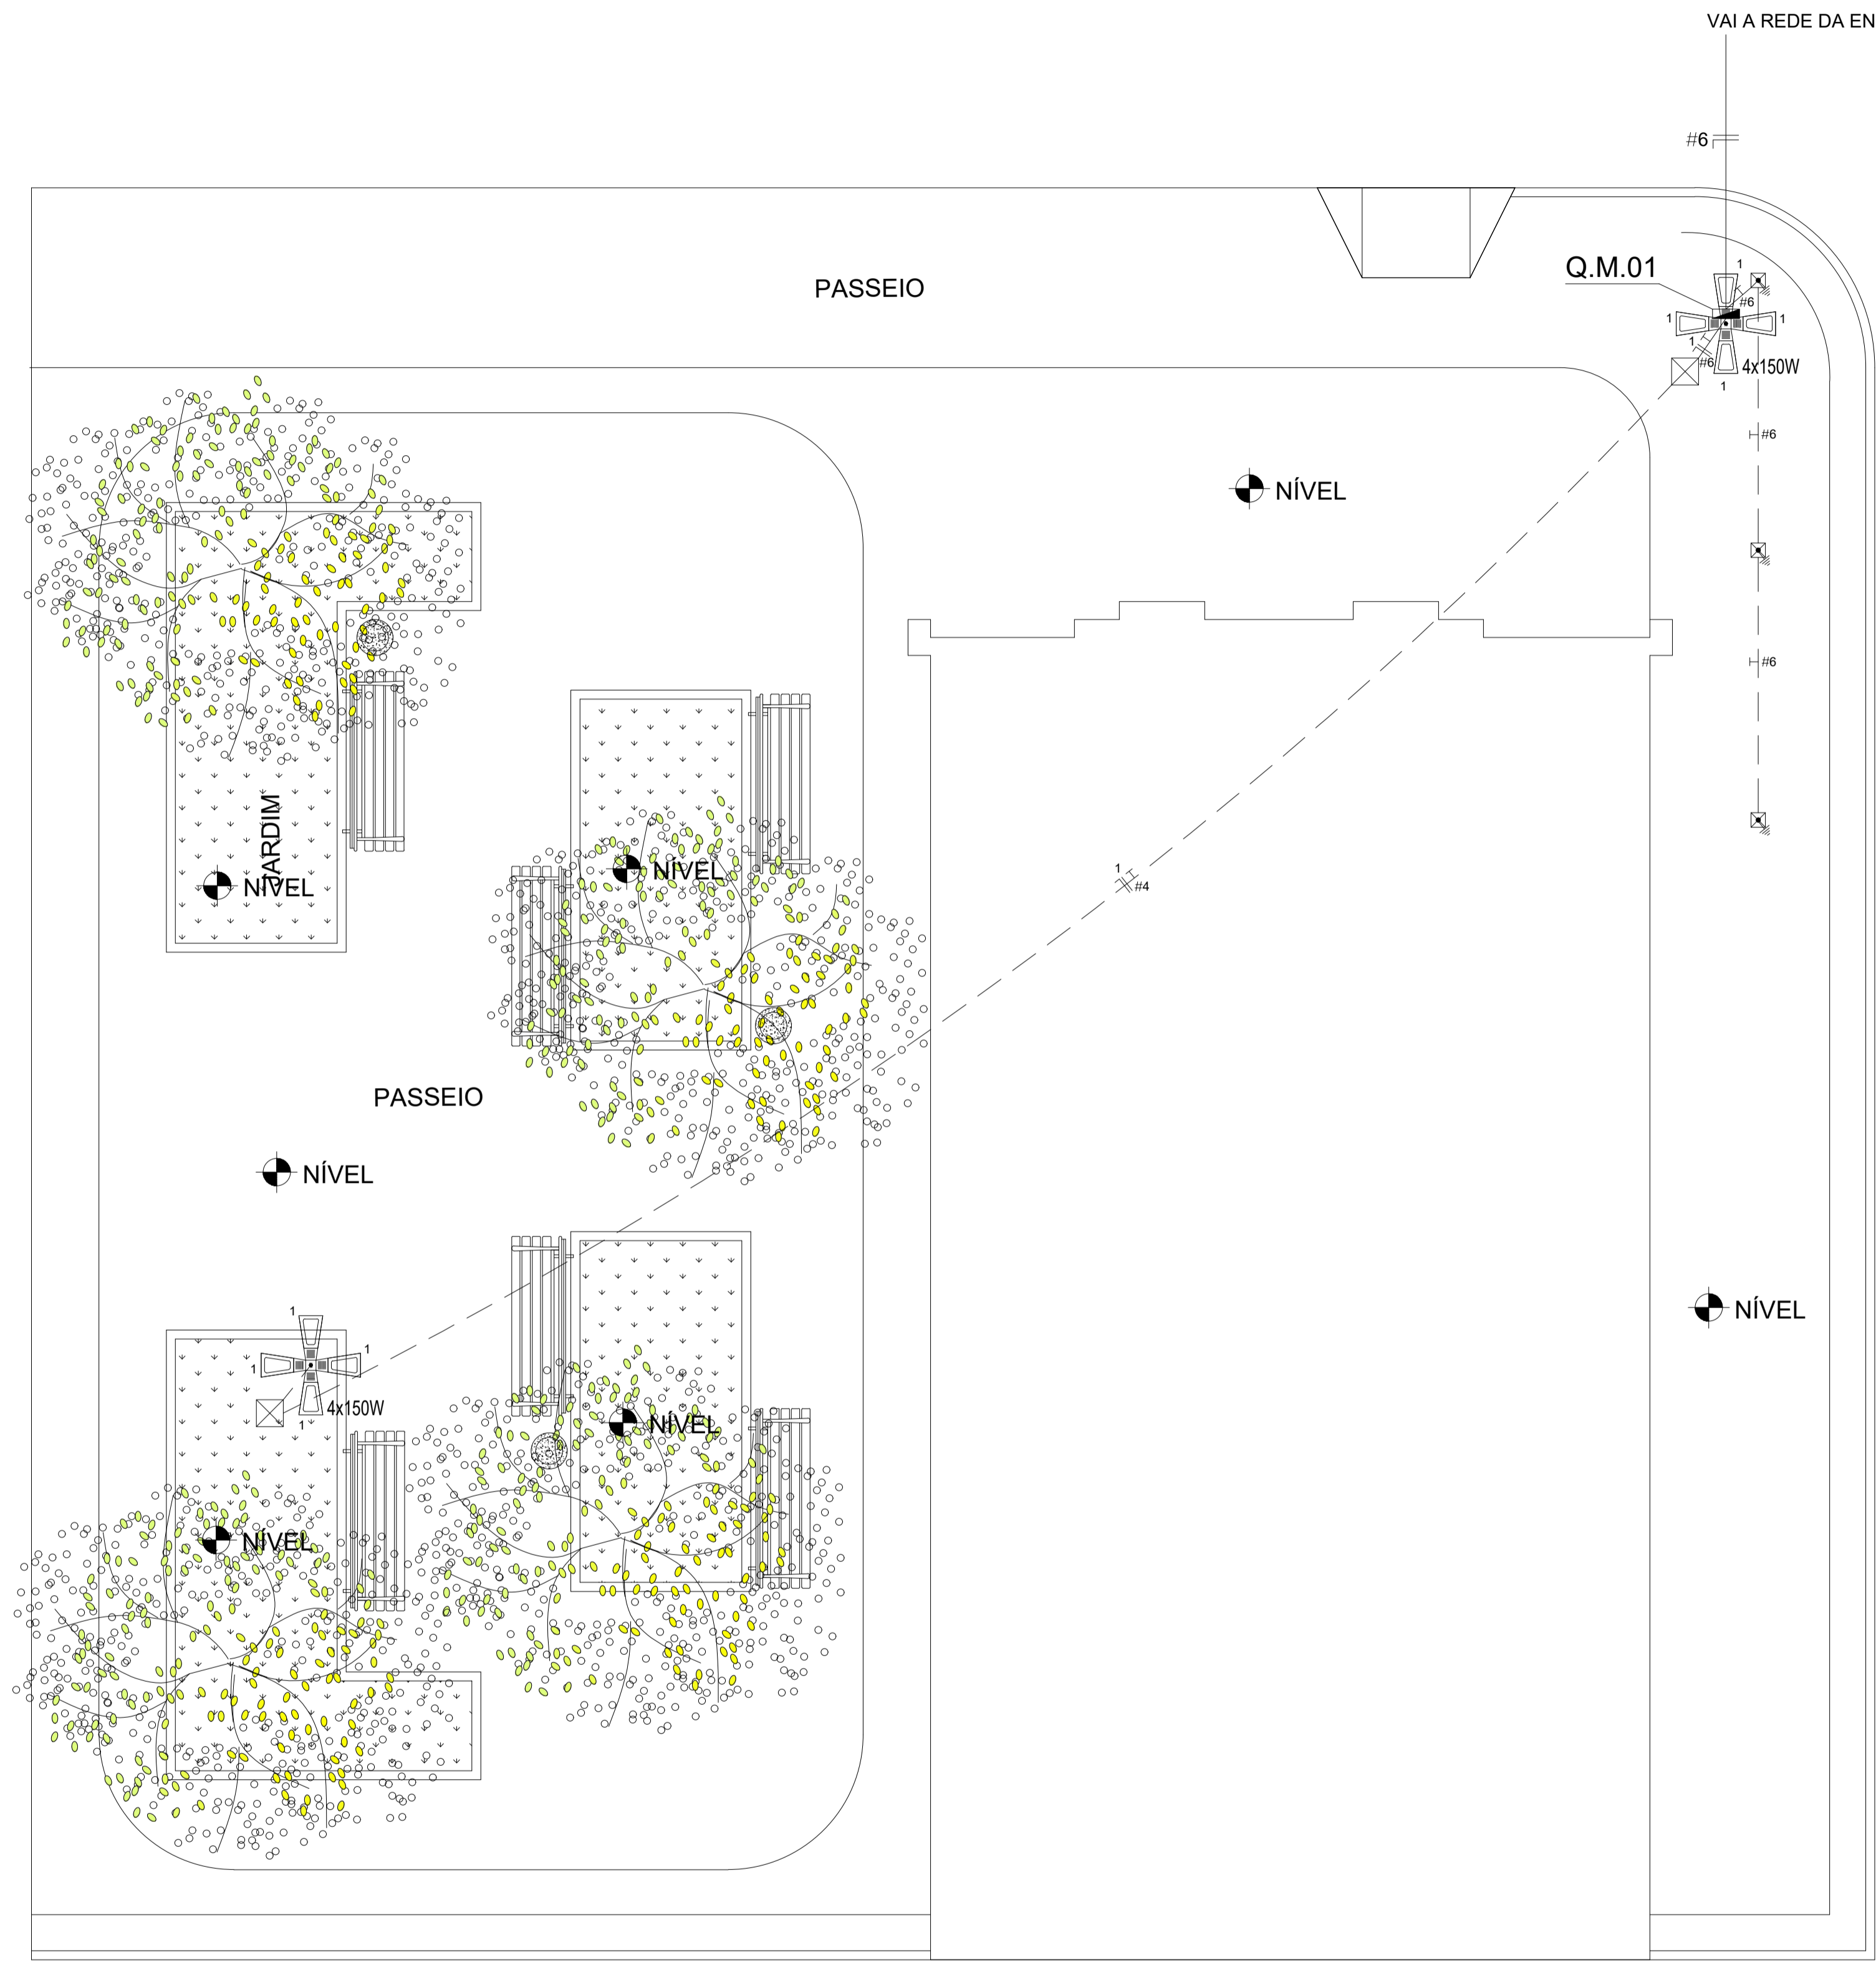 VAI A REDE DA EN
#6
Q.M.01
1
#6
1
1
1
#6
4x150W
1
PASSEIO
#6
NÍVEL
#6
JARDIM
NÍVEL
NÍVEL
1
#4
PASSEIO
NÍVEL
NÍVEL
1
1
1
4x150W
1
NÍVEL
NÍVEL